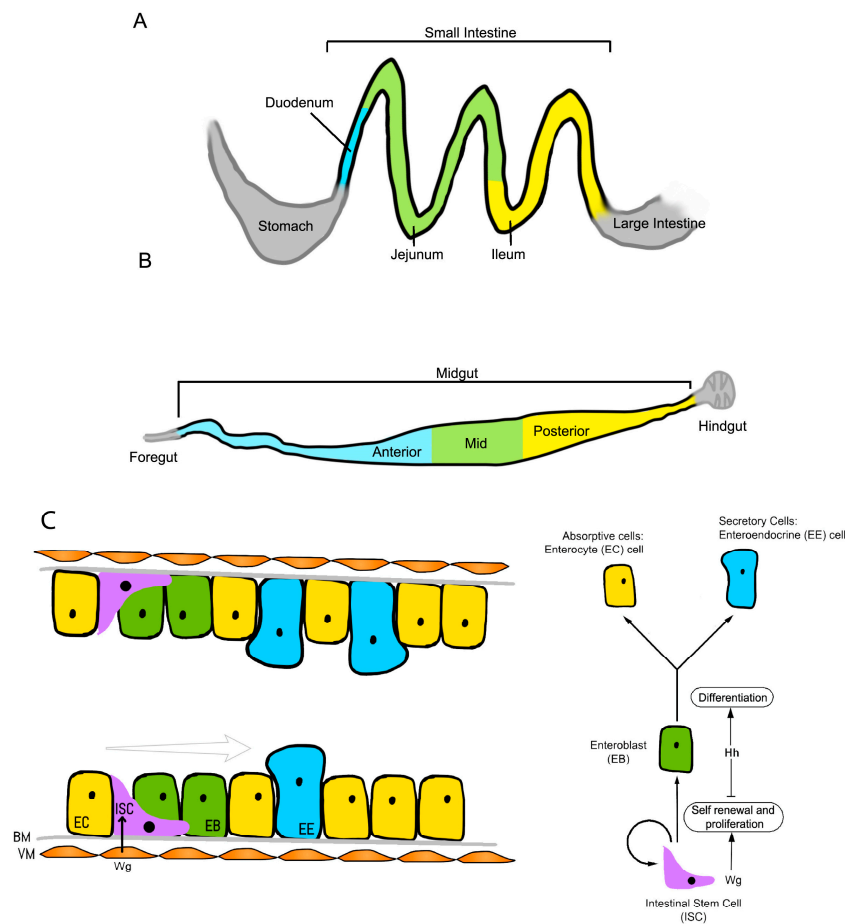 A
Small Intestine
Duodenum
Stomach
Large Intestine
Jejunum
Ileum
B
Midgut
Foregut
Anterior
Mid
Posterior
Hindgut
C
EC
ISC
EB
EE
BM
VM
Wg
Absorptive cells:
Enterocyte (EC) cell
Secretory Cells:
Enteroendocrine (EE) cell
Differentiation
Enteroblast
(EB)
Hh
Self renewal and
proliferation
Wg
Intestinal Stem Cell
(ISC)